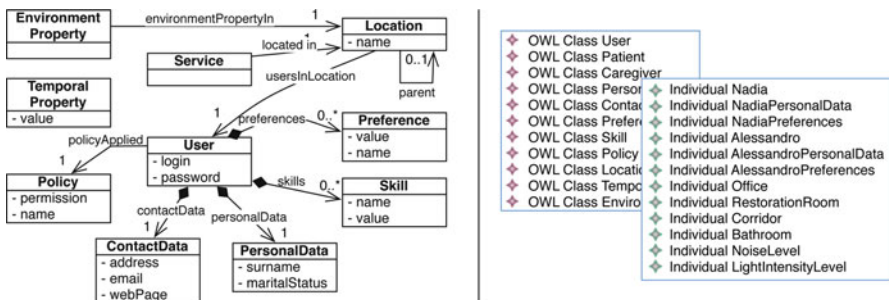 Environment
Property
environmentPropertyIn
1
Location
- name
located in
*
Service
0..1
parent
usersInLocation
Temporal
Property
- value
policyApplied
1
1
preferences
0..*
Preference
- value
- name
User
- login
- password
Policy
- permission
- name
skills
0..*
Skill
- name
- value
contactData
personalData
1
1
ContactData
- address
- email
- webPage
PersonalData
- surname
- maritalStatus
OWL Class User
OWL Class Patient
OWL Class Caregiver
OWL Class Person
OWL Class Contac
OWL Class Prefer
OWL Class Skill
OWL Class Policy
OWL Class Locatio
OWL Class Tempo
OWL Class Enviro
Individual Nadia
Individual NadiaPersonalData
Individual NadiaPreferences
Individual Alessandro
Individual AlessandroPersonalData
Individual AlessandroPreferences
Individual Office
Individual RestorationRoom
Individual Corridor
Individual Bathroom
Individual NoiseLevel
Individual LightIntensityLevel